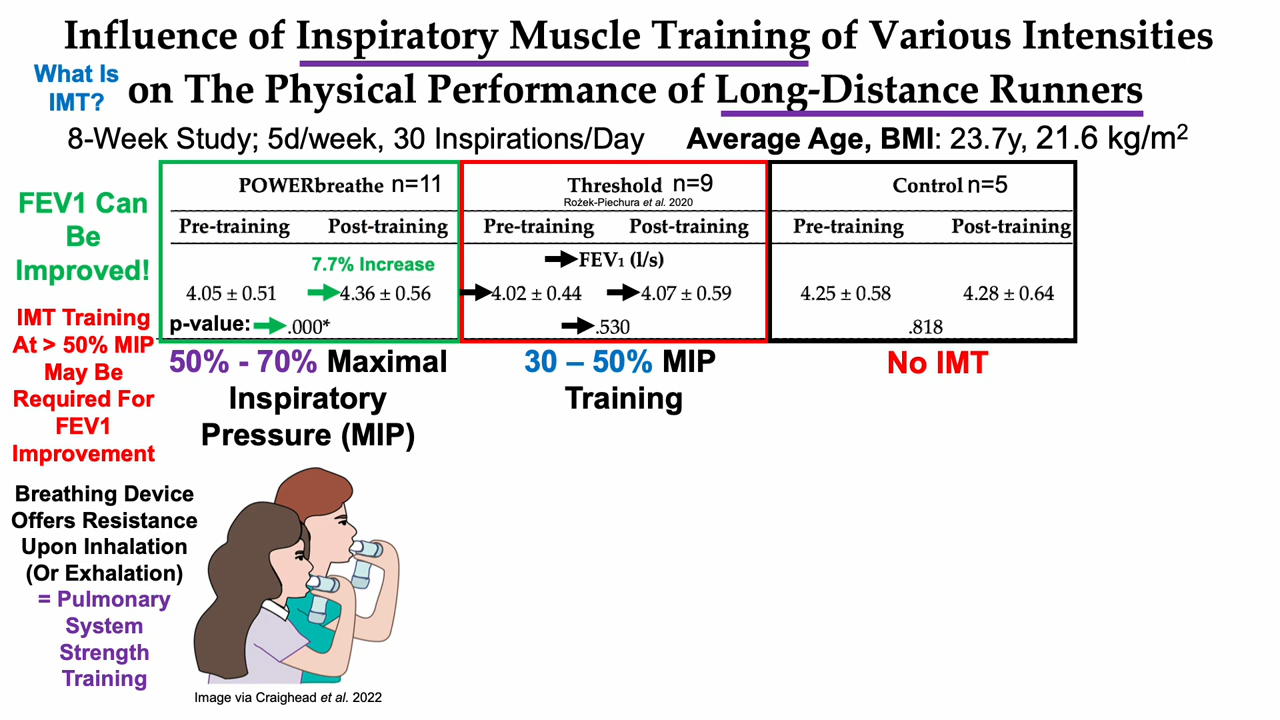 Influence of Inspiratory Muscle Training of Various Intensities
What Is
IMT?
on The Physical Performance of Long-Distance Runners
8-Week Study; 5d/week, 30 Inspirations/Day
Average Age, BMI: 23.7y, 21.6 kg/m²
FEV1 Can
Be
Improved!
IMT Training
At > 50% MIP
May Be
Required For
FEV1
Improvement
POWERbreathe n=11
Threshold n=9
Rożek-Piechura et al. 2020
Control n=5
Pre-training
Post-training
Pre-training
Post-training
Pre-training
Post-training
7.7% Increase
FEV₁ (l/s)
4.05 ± 0.51
4.36 ± 0.56
4.02 ± 0.44
4.07 ± 0.59
4.25 ± 0.58
4.28 ± 0.64
p-value:
.000*
.530
.818
50% - 70% Maximal
Inspiratory
Pressure (MIP)
30 – 50% MIP
Training
No IMT
Breathing Device
Offers Resistance
Upon Inhalation
(Or Exhalation)
= Pulmonary
System
Strength
Training
Image via Craighead et al. 2022